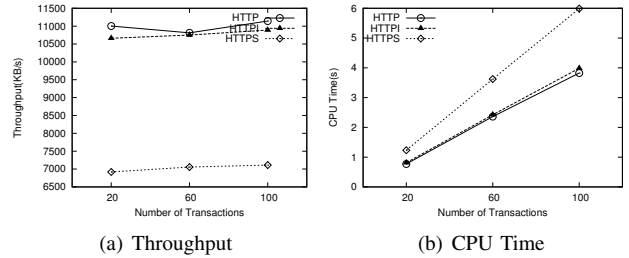 11500
11000
10500
10000
9500
9000
8500
8000
7500
7000
6500
Throughput(KB/s)
20
60
100
Number of Transactions
HTTP
HTTPI
HTTPS
(a) Throughput
6
5
4
3
2
1
0
CPU Time(s)
20
60
100
Number of Transactions
HTTP
HTTPI
HTTPS
(b) CPU Time